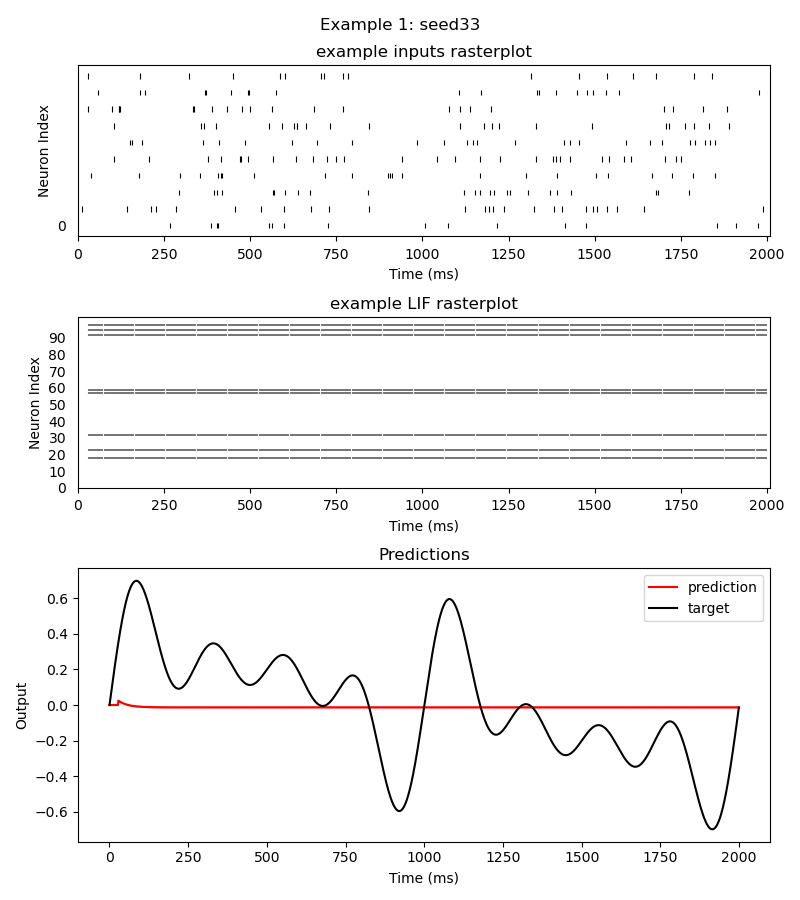 Example 1: seed33
example inputs rasterplot
Neuron Index
0
0 250 500 750 1000 1250 1500 1750 2000
Time (ms)
example LIF rasterplot
Neuron Index
90
80
70
60
50
40
30
20
10
0
0 250 500 750 1000 1250 1500 1750 2000
Time (ms)
Predictions
Output
prediction
target
0.6
0.4
0.2
0.0
−0.2
−0.4
−0.6
0 250 500 750 1000 1250 1500 1750 2000
Time (ms)